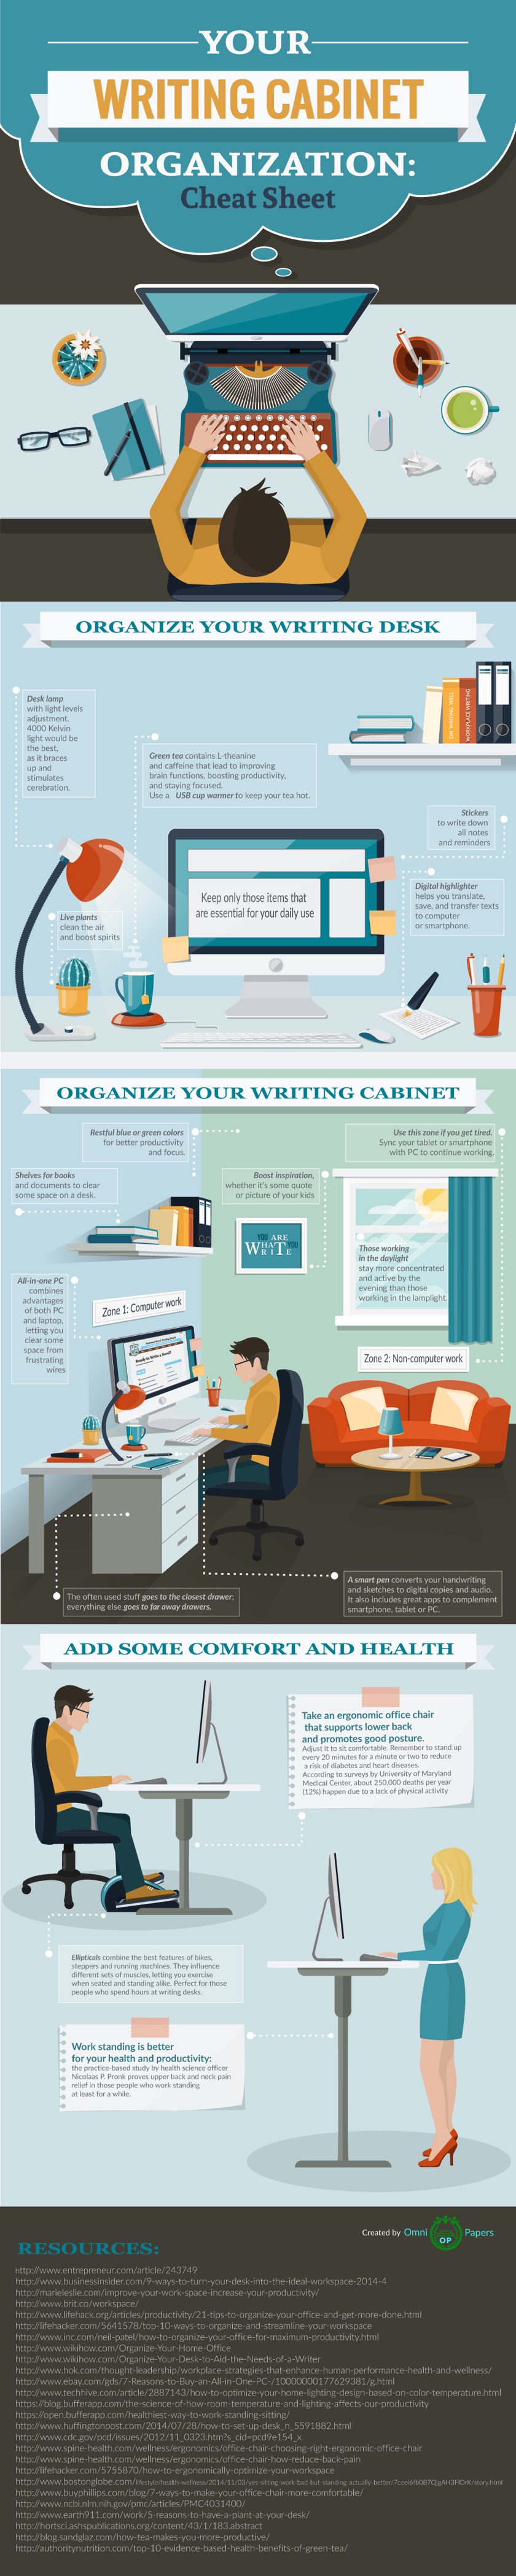 YOUR
WRITING CABINET
ORGANIZATION:
Cheat Sheet
ORGANIZE YOUR WRITING DESK
Desk lamp
with light levels
adjustment.
4000 Kelvin
light would be
the best,
as it braces
up and
stimulates
cerebration.
Green tea contains L-theanine
and caffeine that lead to improving
brain functions, boosting productivity,
and staying focused.
Use a USB cup warmer to keep your tea hot.
ON WRITING WELL
WORKPLACE WRITING
Stickers
to write down
all notes
and reminders
Digital highlighter
helps you translate,
save, and transfer texts
to computer
or smartphone.
Keep only those items that
are essential for your daily use
Live plants
clean the air
and boost spirits
ORGANIZE YOUR WRITING CABINET
Restful blue or green colors
for better productivity
and focus.
Use this zone if you get tired.
Sync your tablet or smartphone
with PC to continue working.
Shelves for books
and documents to clear
some space on a desk.
Boost inspiration,
whether it's some quote
or picture of your kids
YOU ARE
WHATE YOU
WRITE
Those working
in the daylight
stay more concentrated
and active by the
evening than those
working in the lamplight.
All-in-one PC
combines
advantages
of both PC
and laptop,
letting you
clear some
space from
frustrating
wires
Zone 1: Computer work
Zone 2: Non-computer work
The often used stuff goes to the closest drawer;
everything else goes to far away drawers.
A smart pen converts your handwriting
and sketches to digital copies and audio.
It also includes great apps to complement
smartphone, tablet or PC.
ADD SOME COMFORT AND HEALTH
Take an ergonomic office chair
that supports lower back
and promotes good posture.
Adjust it to sit comfortable. Remember to stand up
every 20 minutes for a minute or two to reduce
a risk of diabetes and heart diseases.
According to surveys by University of Maryland
Medical Center, about 250,000 deaths per year
(12%) happen due to a lack of physical activity
Ellipticals combine the best features of bikes,
steppers and running machines. They influence
different sets of muscles, letting you exercise
when seated and standing alike. Perfect for those
people who spend hours at writing desks.
Work standing is better
for your health and productivity:
the practice-based study by health science officer
Nicolaas P. Pronk proves upper back and neck pain
relief in those people who work standing
at least for a while.
Created by Omni OP Papers
RESOURCES:
http://www.entrepreneur.com/article/243749
http://www.businessinsider.com/9-ways-to-turn-your-desk-into-the-ideal-workspace-2014-4
http://marieleslie.com/improve-your-work-space-increase-your-productivity/
http://www.brit.co/workspace/
http://www.lifehack.org/articles/productivity/21-tips-to-organize-your-office-and-get-more-done.html
http://lifehacker.com/5641578/top-10-ways-to-organize-and-streamline-your-workspace
http://www.inc.com/neil-patel/how-to-organize-your-office-for-maximum-productivity.html
http://www.wikihow.com/Organize-Your-Home-Office
http://www.wikihow.com/Organize-Your-Desk-to-Aid-the-Needs-of-a-Writer
http://www.hok.com/thought-leadership/workplace-strategies-that-enhance-human-performance-health-and-wellness/
http://www.ebay.com/gds/7-Reasons-to-Buy-an-All-in-One-PC-/10000000177629381/g.html
http://www.techhive.com/article/2887143/how-to-optimize-your-home-lighting-design-based-on-color-temperature.html
https://blog.bufferapp.com/the-science-of-how-room-temperature-and-lighting-affects-our-productivity
https://open.bufferapp.com/healthiest-way-to-work-standing-sitting/
http://www.huffingtonpost.com/2014/07/28/how-to-set-up-desk_n_5591882.html
http://www.cdc.gov/pcd/issues/2012/11_0323.htm?s_cid=pcd9e154_x
http://www.spine-health.com/wellness/ergonomics/office-chair-choosing-right-ergonomic-office-chair
http://www.spine-health.com/wellness/ergonomics/office-chair-how-reduce-back-pain
http://lifehacker.com/5755870/how-to-ergonomically-optimize-your-workspace
http://www.buyphillips.com/blog/7-ways-to-make-your-office-chair-more-comfortable/
http://www.ncbi.nlm.nih.gov/pmc/articles/PMC4031400/
http://www.earth911.com/work/5-reasons-to-have-a-plant-at-your-desk/
http://hortsci.ashspublications.org/content/43/1/183.abstract
http://blog.sandglaz.com/how-tea-makes-you-more-productive/
http://authoritynutrition.com/top-10-evidence-based-health-benefits-of-green-tea/